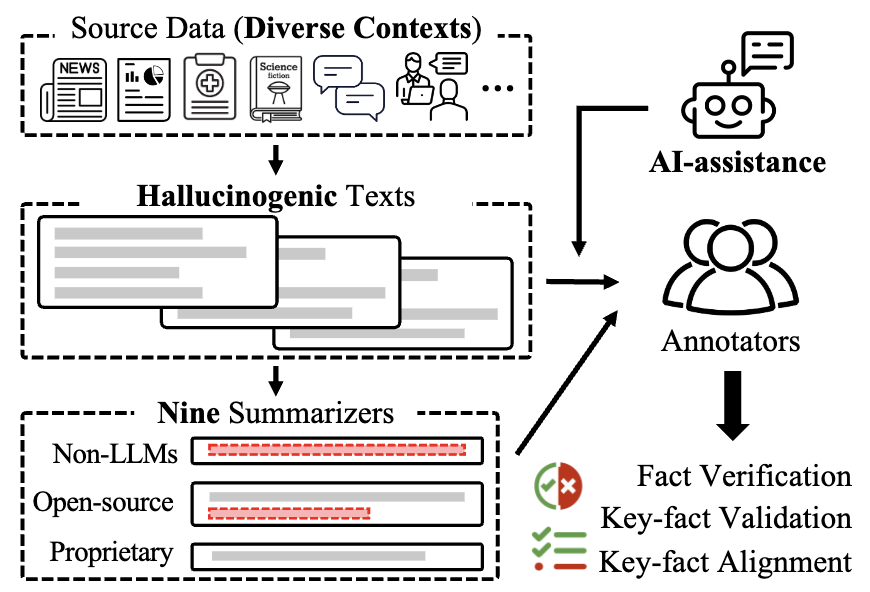 Source Data (Diverse Contexts)
NEWS
Science
fiction
...
AI-assistance
Hallucinogenic Texts
Annotators
Nine Summarizers
Non-LLMs
Open-source
Proprietary
Fact Verification
Key-fact Validation
Key-fact Alignment